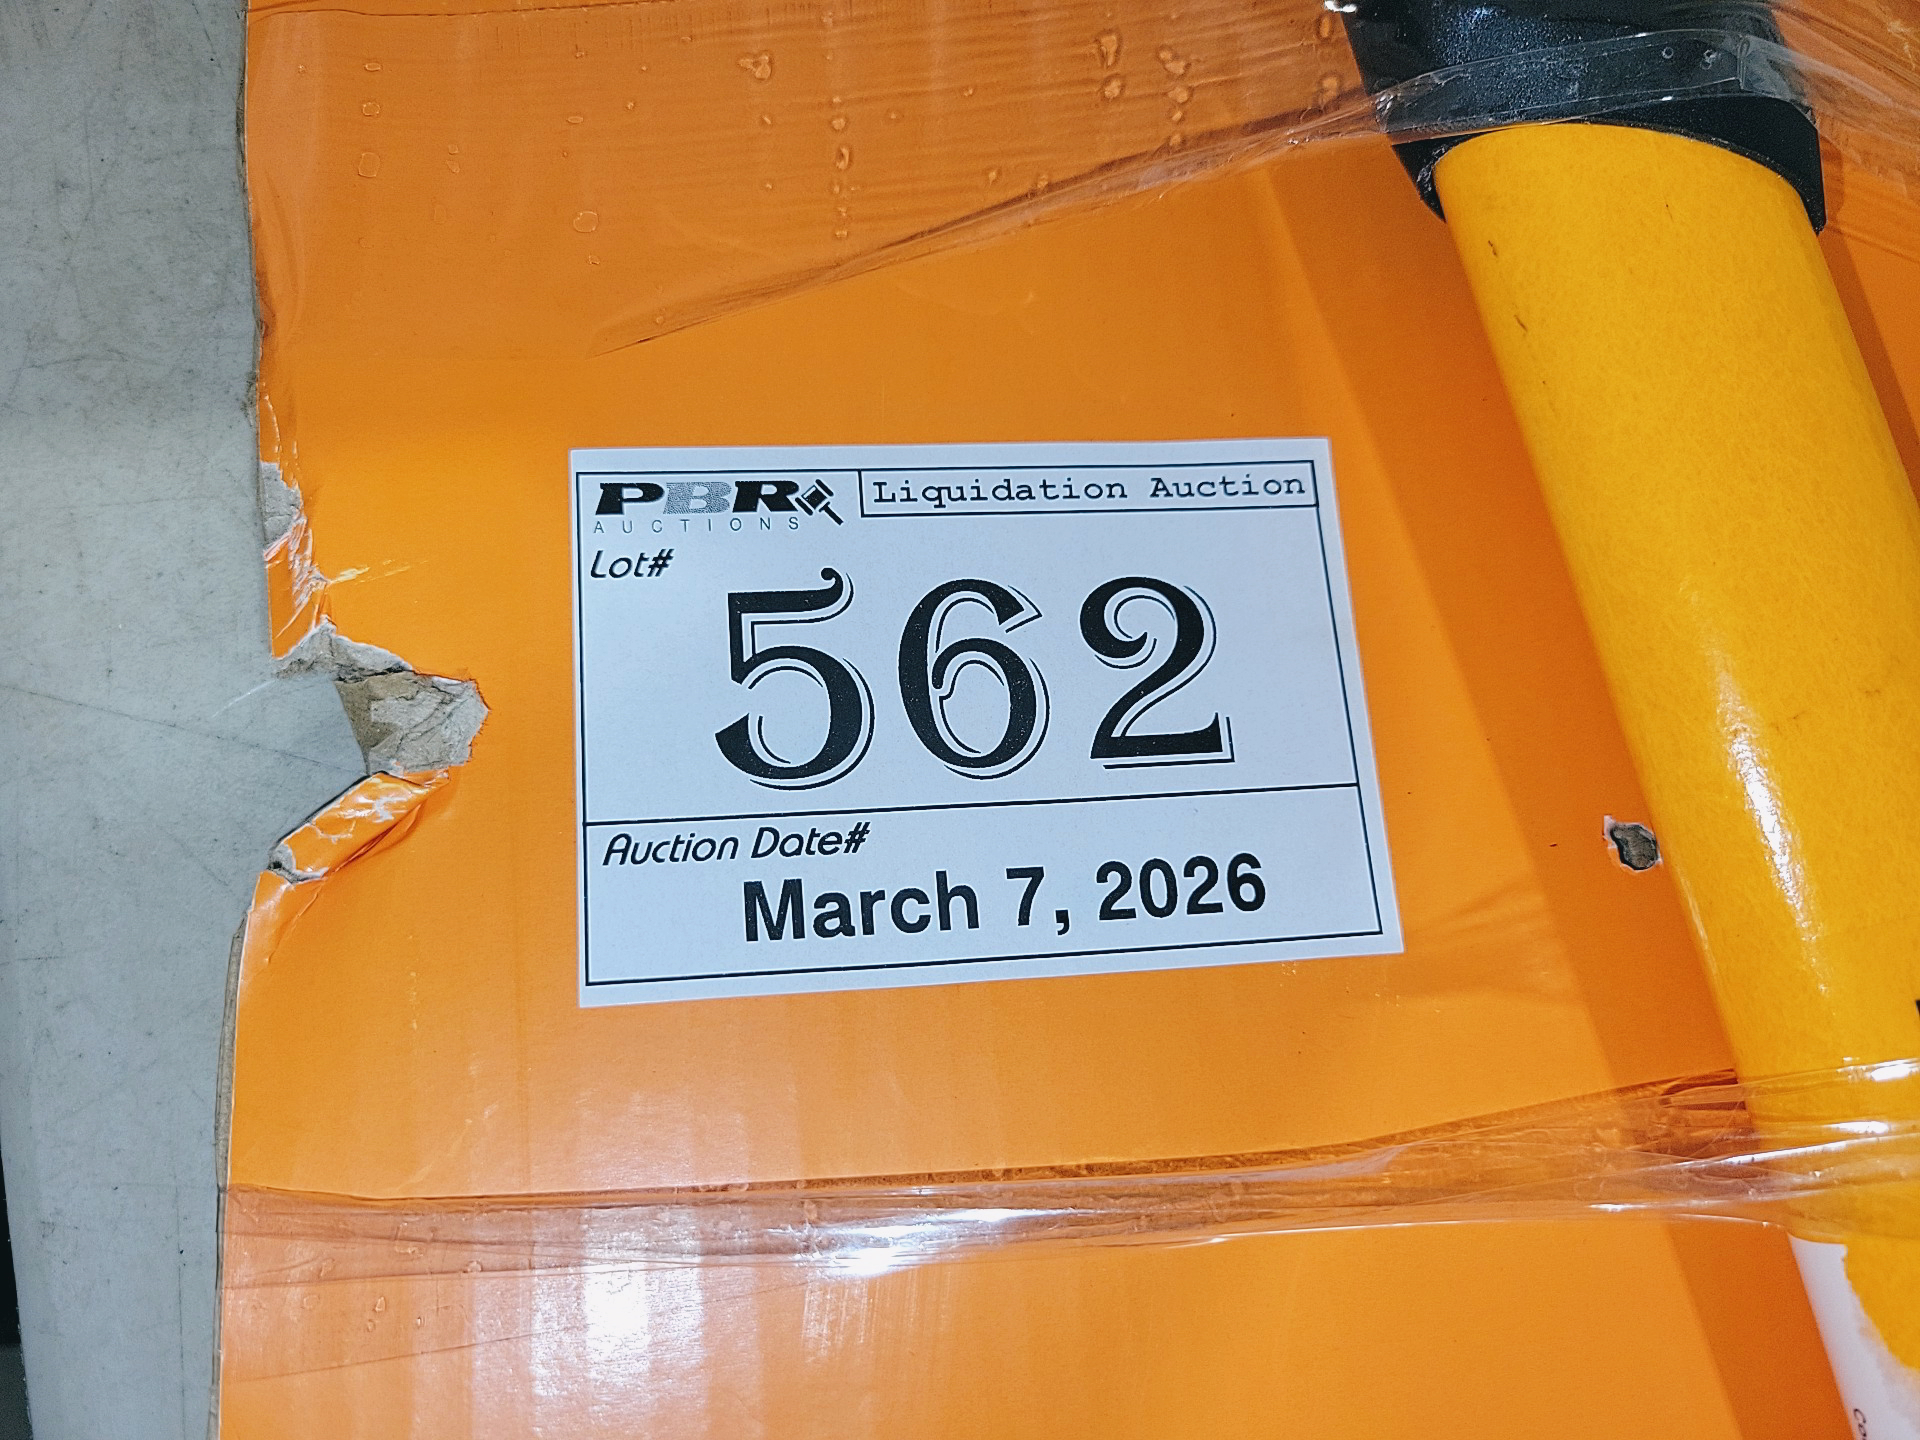 PBR
AUCTIONS
Liquidation Auction
Lot#
562
Auction Date#
March 7, 2026